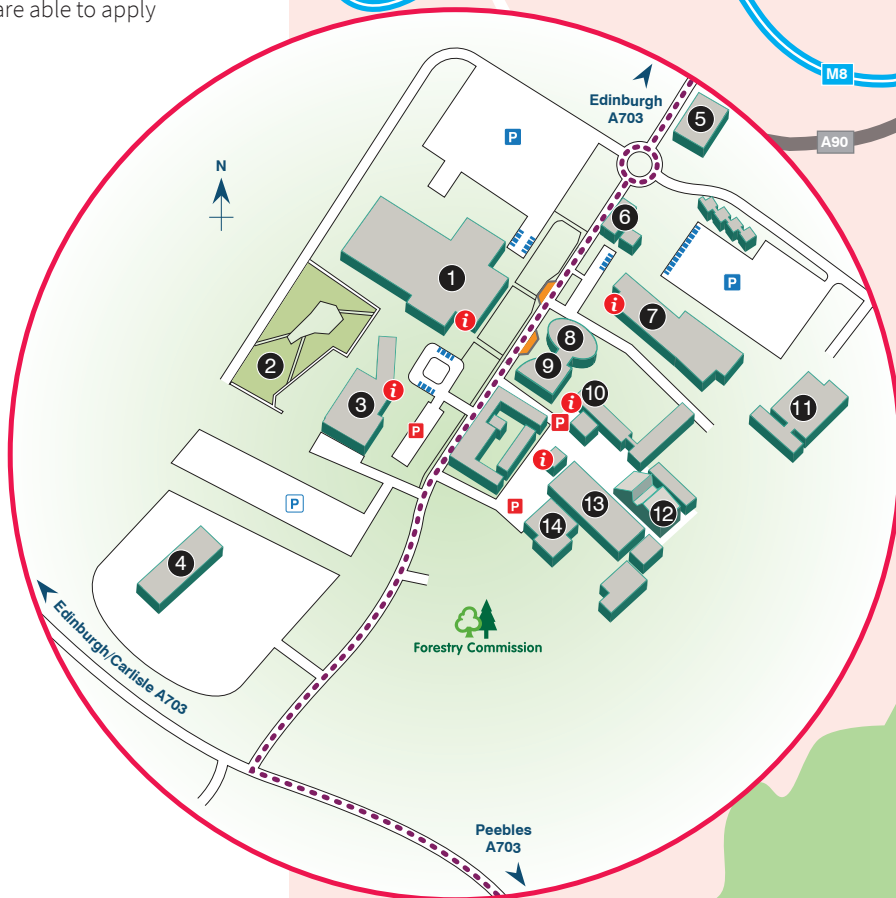 are able to apply
M8
A90
Edinburgh
A703
5
N
P
6
1
i
i
7
P
8
2
9
i
3
i
10
P
11
P
i
P
13
12
14
P
4
Edinburgh/Carlisle A703
Forestry Commission
Peebles
A703